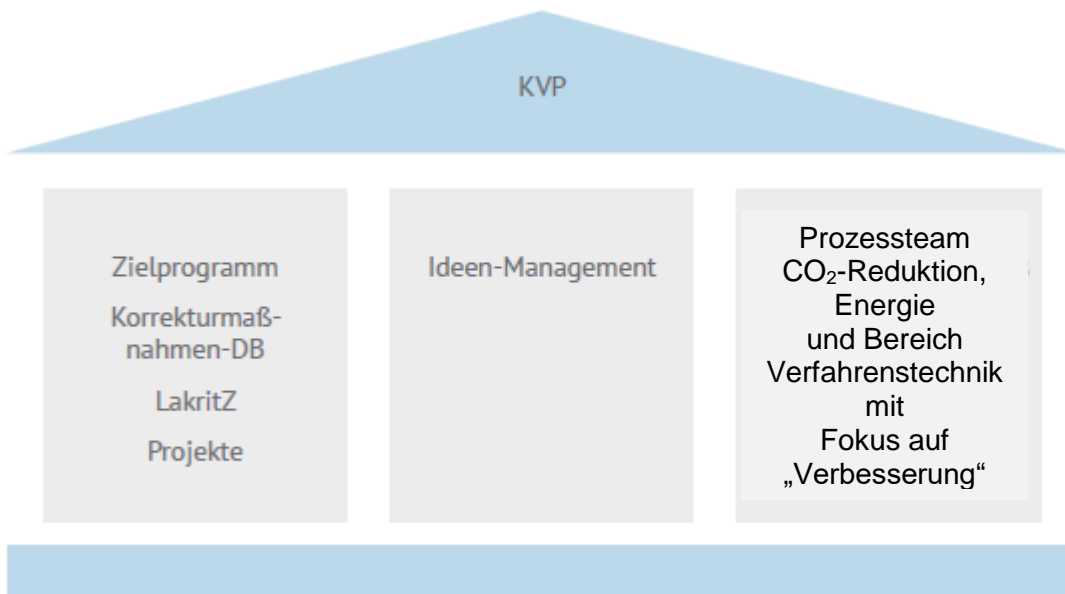 KVP
Zielprogramm
Korrekturmaß-
nahmen-DB
LakritZ
Projekte
Ideen-Management
Prozessteam
CO₂-Reduktion,
Energie
und Bereich
Verfahrenstechnik
mit
Fokus auf
„Verbesserung“